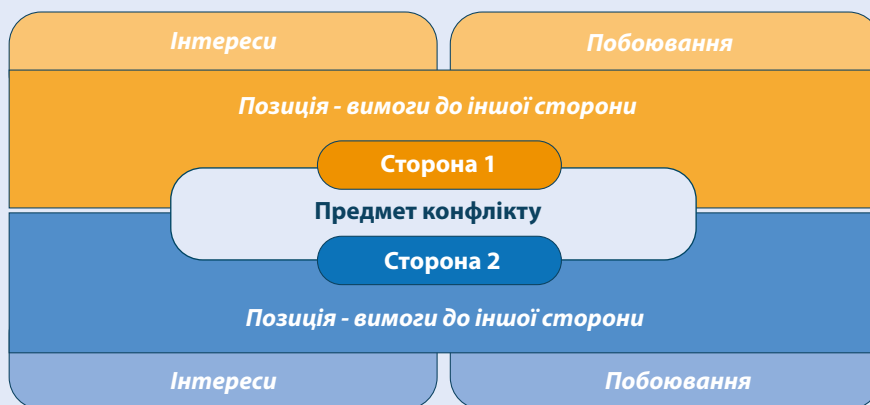 Інтереси
Побоювання
Позиція - вимоги до іншої сторони
Сторона 1
Предмет конфлікту
Сторона 2
Позиція - вимоги до іншої сторони
Інтереси
Побоювання